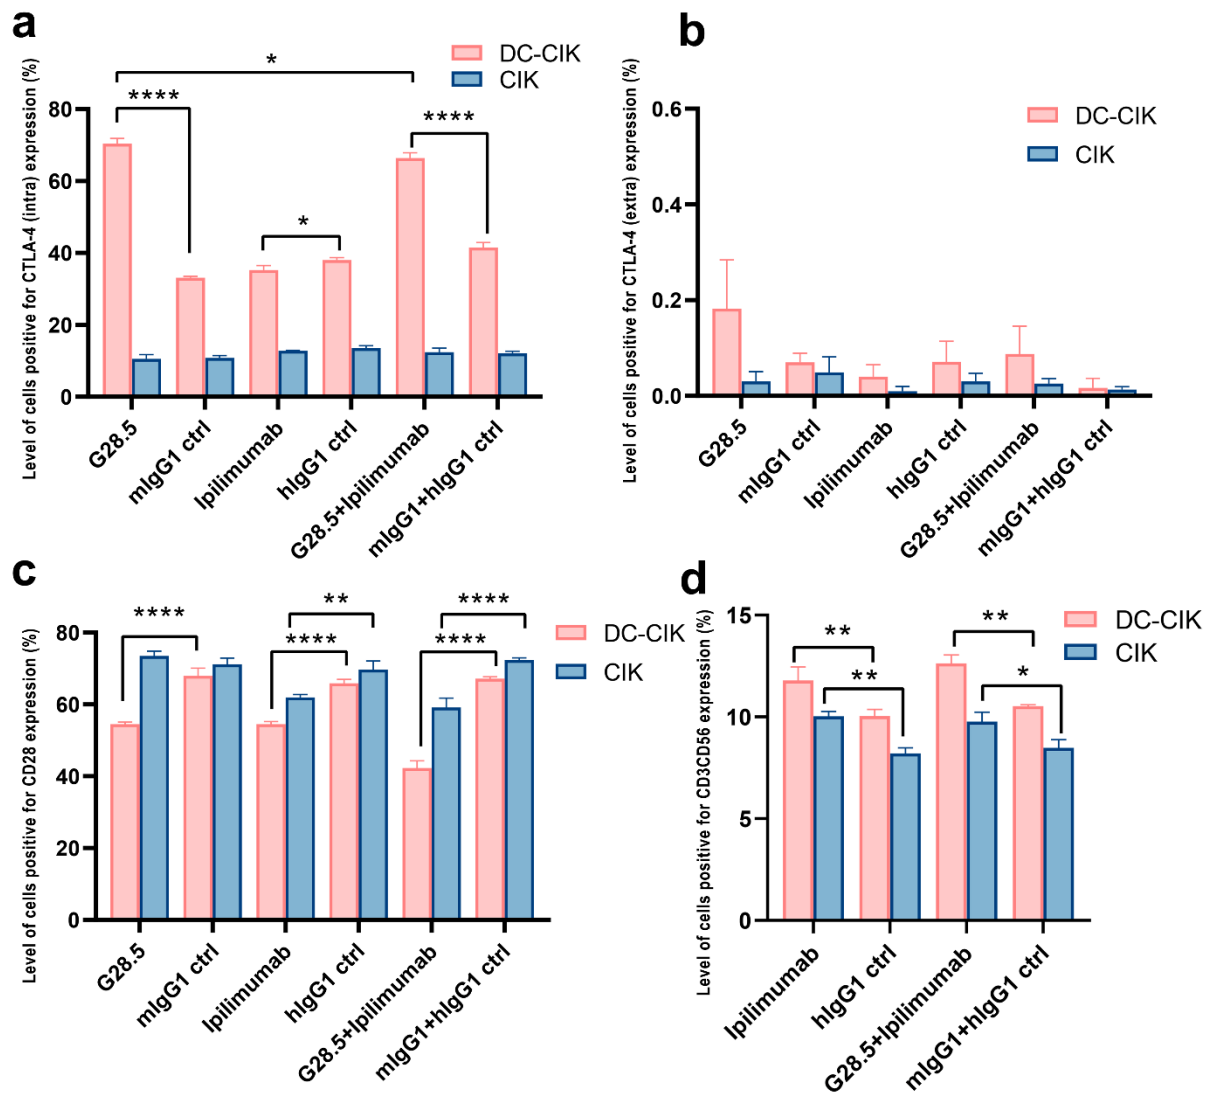 a
Level of cells positive for CTLA-4 (intra) expression (%)
DC-CIK
CIK
*
****
****
*
80
60
40
20
0
G28.5
mIgG1 ctrl
Ipilimumab
hIgG1 ctrl
G28.5+Ipilimumab
mIgG1+hIgG1 ctrl
b
Level of cells positive for CTLA-4 (extra) expression (%)
DC-CIK
CIK
0.6
0.4
0.2
0.0
G28.5
mIgG1 ctrl
Ipilimumab
hIgG1 ctrl
G28.5+Ipilimumab
mIgG1+hIgG1 ctrl
c
Level of cells positive for CD28 expression (%)
DC-CIK
CIK
****
**
****
****
****
80
60
40
20
0
G28.5
mIgG1 ctrl
Ipilimumab
hIgG1 ctrl
G28.5+Ipilimumab
mIgG1+hIgG1 ctrl
d
Level of cells positive for CD3CD56 expression (%)
DC-CIK
CIK
**
**
**
*
15
10
5
0
Ipilimumab
hIgG1 ctrl
G28.5+Ipilimumab
mIgG1+hIgG1 ctrl